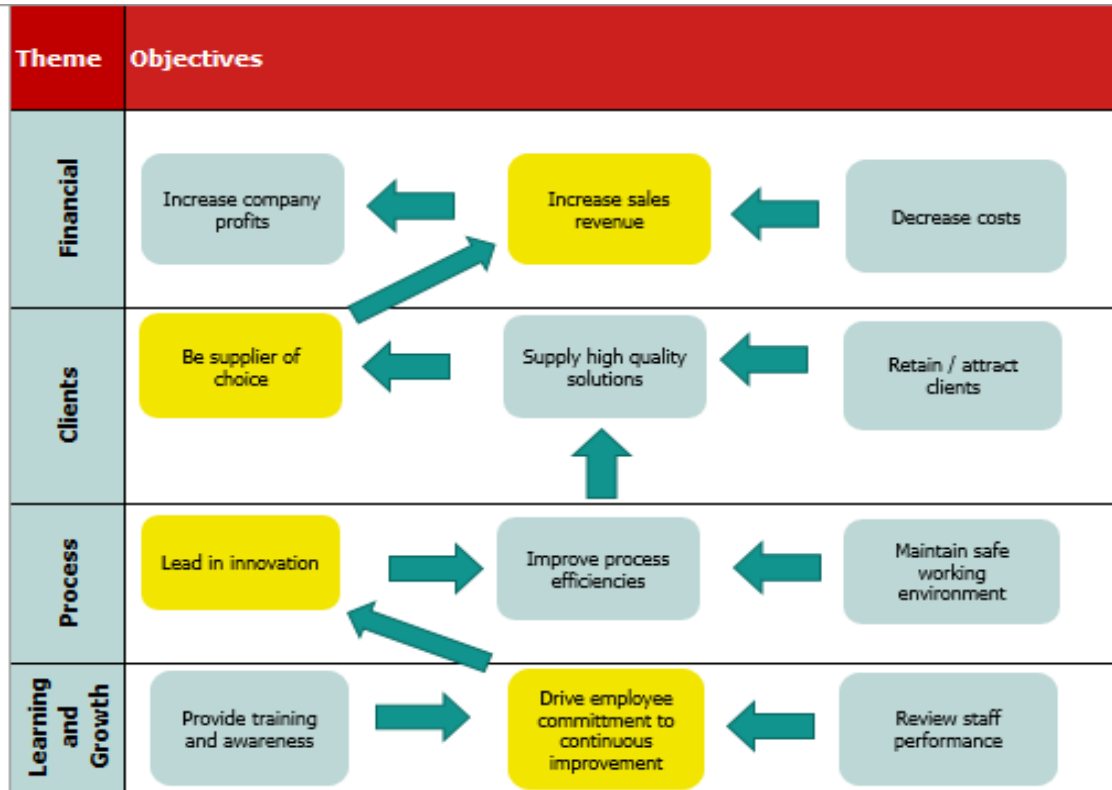 Theme
Objectives
Financial
Increase company
profits
Increase sales
revenue
Decrease costs
Clients
Be supplier of
choice
Supply high quality
solutions
Retain / attract
clients
Process
Lead in innovation
Improve process
efficiencies
Maintain safe
working
environment
Learning
and
Growth
Provide training
and awareness
Drive employee
committment to
continuous
improvement
Review staff
performance